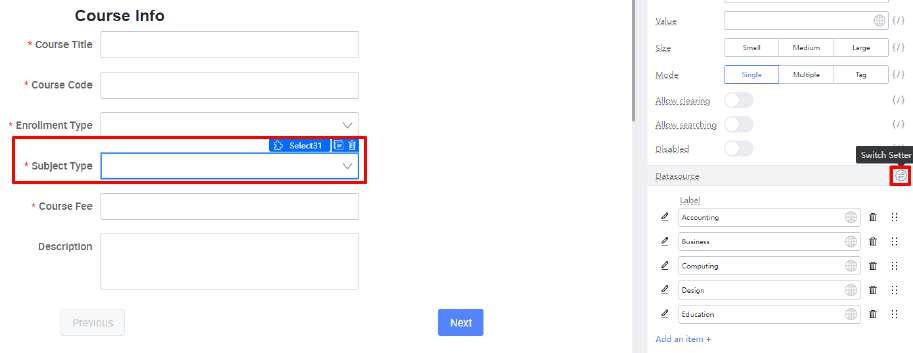 Course Info
* Course Title
* Course Code
* Enrollment Type
Select31
* Subject Type
* Course Fee
Description
Previous
Next
Value
{/}
Size
Small
Medium
Large
{/}
Mode
Single
Multiple
Tag
{/}
Allow clearing
{/}
Allow searching
{/}
Disabled
Switch Setter
Datasource
Label
Accounting
Business
Computing
Design
Education
Add an item +